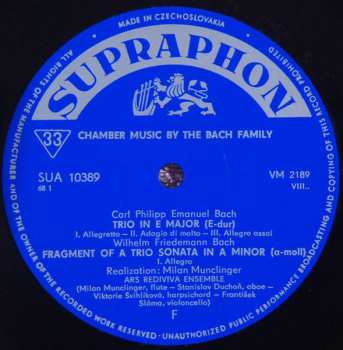 MADE IN CZECHOSLOVAKIA
ALL RIGHTS OF THE MANUFACTURER AND OF THE OWNER OF THE RECORDED WORK RESERVED · UNAUTHORIZED PUBLIC PERFORMANCE BROADCASTING AND COPYING OF THIS RECORD PROHIBITED
SUPRAPHON
33
CHAMBER MUSIC BY THE BACH FAMILY
SUA 10389
VM 2189
68 1
VIII..
Carl Philipp Emanuel Bach
TRIO IN E MAJOR (E-dur)
I. Allegretto – II. Adagio di molto – III. Allegro assai
Wilhelm Friedemann Bach
FRAGMENT OF A TRIO SONATA IN A MINOR (a-moll)
I. Allegro
Realization: Milan Munclinger
ARS REDIVIVA ENSEMBLE
(Milan Munclinger, flute – Stanislav Duchoň, oboe –
Viktorie Švihlíková, harpsichord – František
Sláma, violoncello)
F